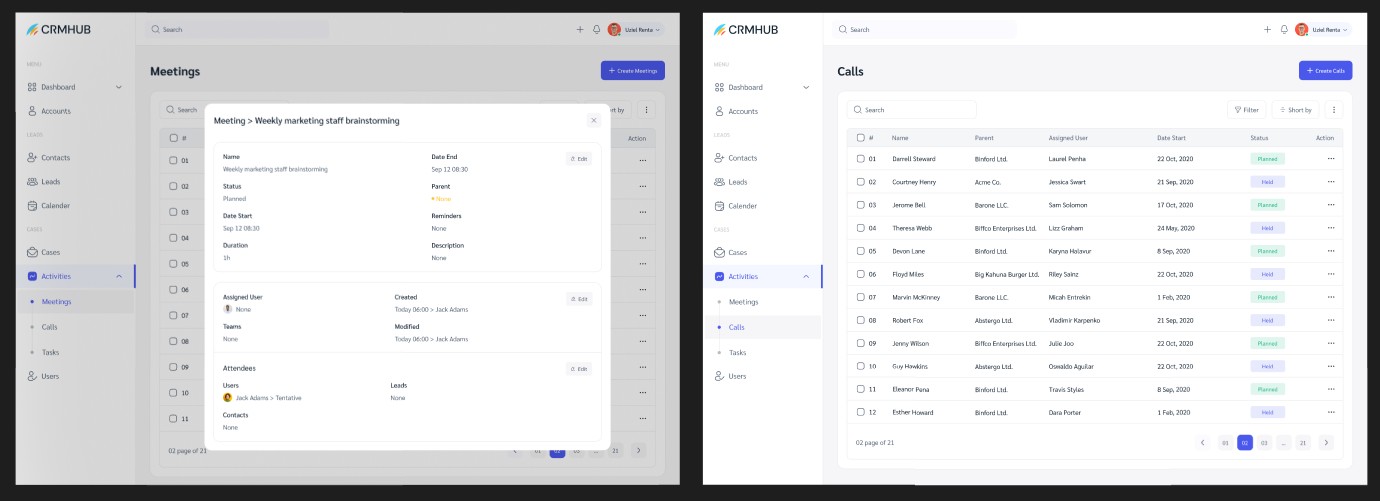 CRMHUB
Search
Uziel Renta
MENU
Dashboard
Accounts
LEADS
Contacts
Leads
Calender
CASES
Cases
Activities
Meetings
Calls
Tasks
Users
Meetings
+ Create Meetings
Search
rt by
# Action
01
02
03
04
05
06
07
08
09
10
11
02 page of 21
01 02 03 ... 21
Meeting > Weekly marketing staff brainstorming
Edit
Name Date End
Weekly marketing staff brainstorming Sep 12 08:30
Status Parent
Planned None
Date Start Reminders
Sep 12 08:30 None
Duration Description
1h None
Edit
Assigned User Created
None Today 06:00 > Jack Adams
Teams Modified
None Today 06:00 > Jack Adams
Attendees Edit
Users Leads
Jack Adams > Tentative None
Contacts
None
CRMHUB
Search
Uziel Renta
MENU
Dashboard
Accounts
LEADS
Contacts
Leads
Calender
CASES
Cases
Activities
Meetings
Calls
Tasks
Users
Calls
+ Create Calls
Search Filter Short by
# Name Parent Assigned User Date Start Status Action
01 Darrell Steward Binford Ltd. Laurel Penha 22 Oct, 2020 Planned ...
02 Courtney Henry Acme Co. Jessica Swart 21 Sep, 2020 Held ...
03 Jerome Bell Barone LLC. Sam Solomon 17 Oct, 2020 Planned ...
04 Theresa Webb Biffco Enterprises Ltd. Lizz Graham 24 May, 2020 Held ...
05 Devon Lane Binford Ltd. Karyna Halavur 8 Sep, 2020 Planned ...
06 Floyd Miles Big Kahuna Burger Ltd. Riley Sainz 22 Oct, 2020 Held ...
07 Marvin McKinney Barone LLC. Micah Entrekin 1 Feb, 2020 Planned ...
08 Robert Fox Abstergo Ltd. Vladimir Karpenko 21 Sep, 2020 Held ...
09 Jenny Wilson Biffco Enterprises Ltd. Julie Joo 22 Oct, 2020 Planned ...
10 Guy Hawkins Abstergo Ltd. Oswaldo Aguilar 22 Oct, 2020 Held ...
11 Eleanor Pena Binford Ltd. Travis Styles 8 Sep, 2020 Planned ...
12 Esther Howard Binford Ltd. Dara Porter 1 Feb, 2020 Held ...
02 page of 21
01 02 03 ... 21